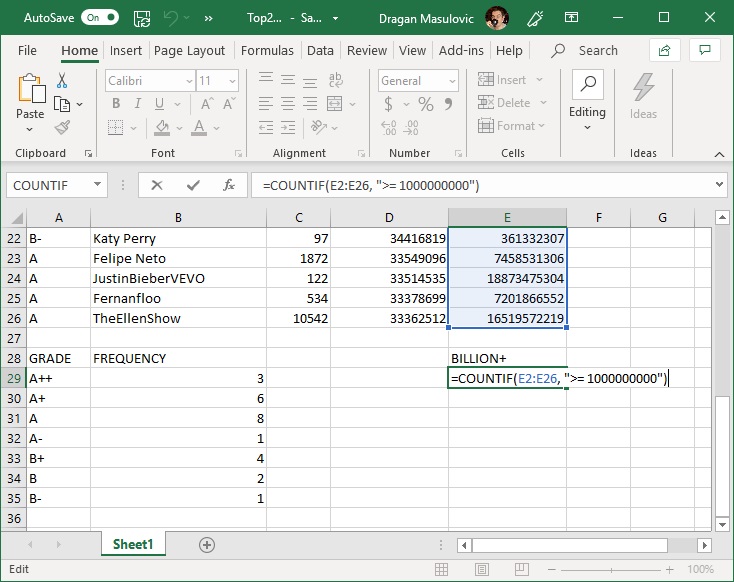 AutoSave On Top2... - Sa... Dragan Masulovic
File Home Insert Page Layout Formulas Data Review View Add-ins Help Search
Calibri 11 ab General Insert
Paste B I U A A $ % 9 Delete Editing Ideas
A Format
Clipboard Font Alignment Number Cells Ideas
COUNTIF fx =COUNTIF(E2:E26, ">= 1000000000")
A B C D E F G
22 B- Katy Perry 97 34416819 361332307
23 A Felipe Neto 1872 33549096 7458531306
24 A JustinBieberVEVO 122 33514535 18873475304
25 A Fernanfloo 534 33378699 7201866552
26 A TheEllenShow 10542 33362512 16519572219
27
28 GRADE FREQUENCY BILLION+
29 A++ 3 =COUNTIF(E2:E26, ">= 1000000000")
30 A+ 6
31 A 8
32 A- 1
33 B+ 4
34 B 2
35 B- 1
36
Sheet1
Edit 100%